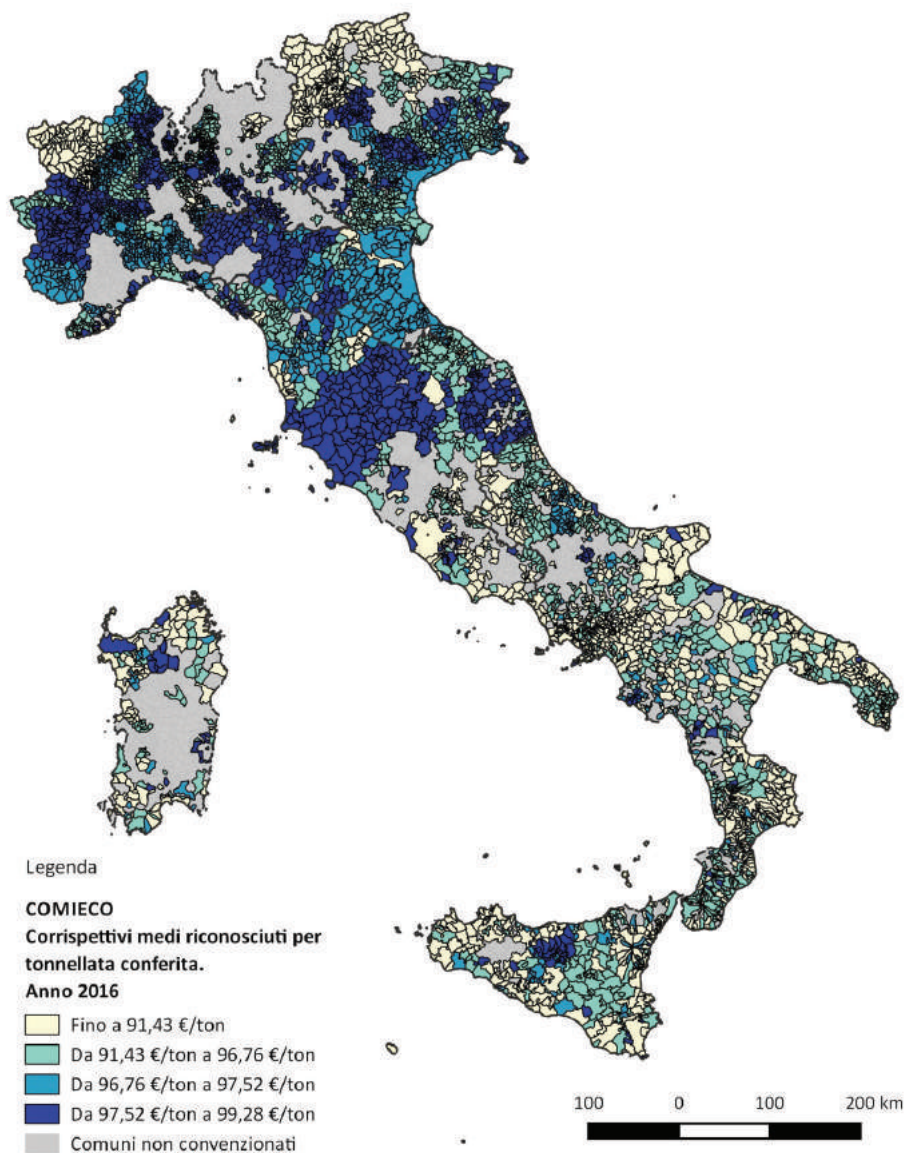 Legenda
COMIECO
Corrispettivi medi riconosciuti per
tonnellata conferita.
Anno 2016
Fino a 91,43 €/ton
Da 91,43 €/ton a 96,76 €/ton
Da 96,76 €/ton a 97,52 €/ton
Da 97,52 €/ton a 99,28 €/ton
Comuni non convenzionati
100 0 100 200 km